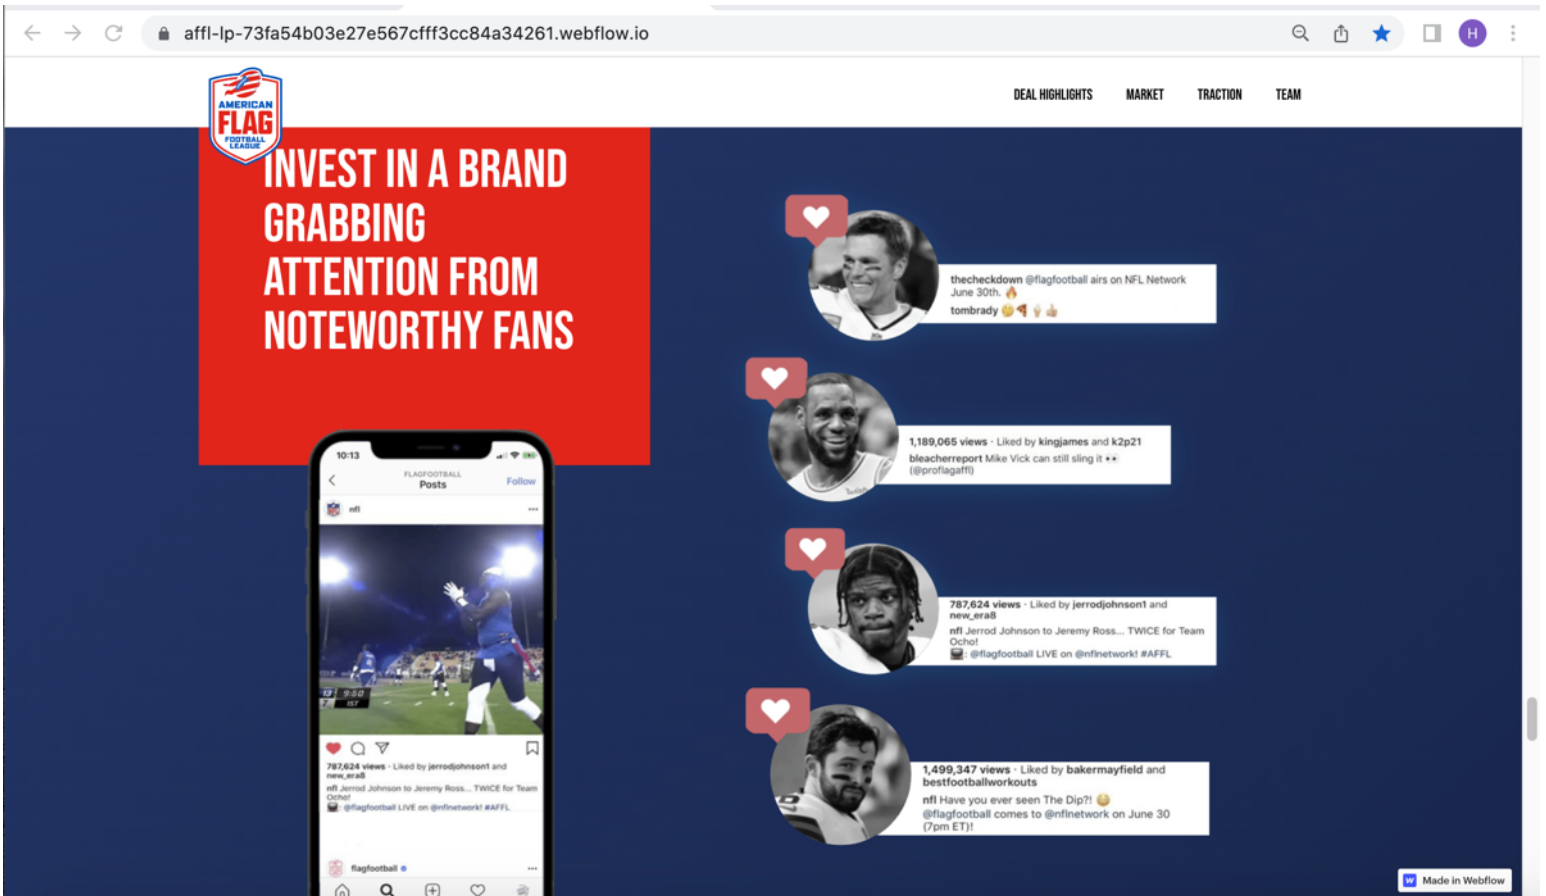 affl-lp-73fa54b03e27e567cfff3cc84a34261.webflow.io
H
AMERICAN
FLAG
FOOTBALL
LEAGUE
DEAL HIGHLIGHTS
MARKET
TRACTION
TEAM
INVEST IN A BRAND
GRABBING
ATTENTION FROM
NOTEWORTHY FANS
10:13
FLAGFOOTBALL
Posts
Follow
nfl
13 9:50
7 1ST
787,624 views · Liked by jerrodjohnson1 and
new_era8
nfl Jerrod Johnson to Jeremy Ross... TWICE for Team
Ocho!
📺: @flagfootball LIVE on @nflnetwork! #AFFL
flagfootball
thecheckdown @flagfootball airs on NFL Network
June 30th. 🔥
tombrady 🤔🍕🍦👍
1,189,065 views · Liked by kingjames and k2p21
bleacherreport Mike Vick can still sling it 👀
(@proflagaffl)
787,624 views · Liked by jerrodjohnson1 and
new_era8
nfl Jerrod Johnson to Jeremy Ross... TWICE for Team
Ocho!
📺: @flagfootball LIVE on @nflnetwork! #AFFL
1,499,347 views · Liked by bakermayfield and
bestfootballworkouts
nfl Have you ever seen The Dip?! 😳
@flagfootball comes to @nflnetwork on June 30
(7pm ET)!
Made in Webflow